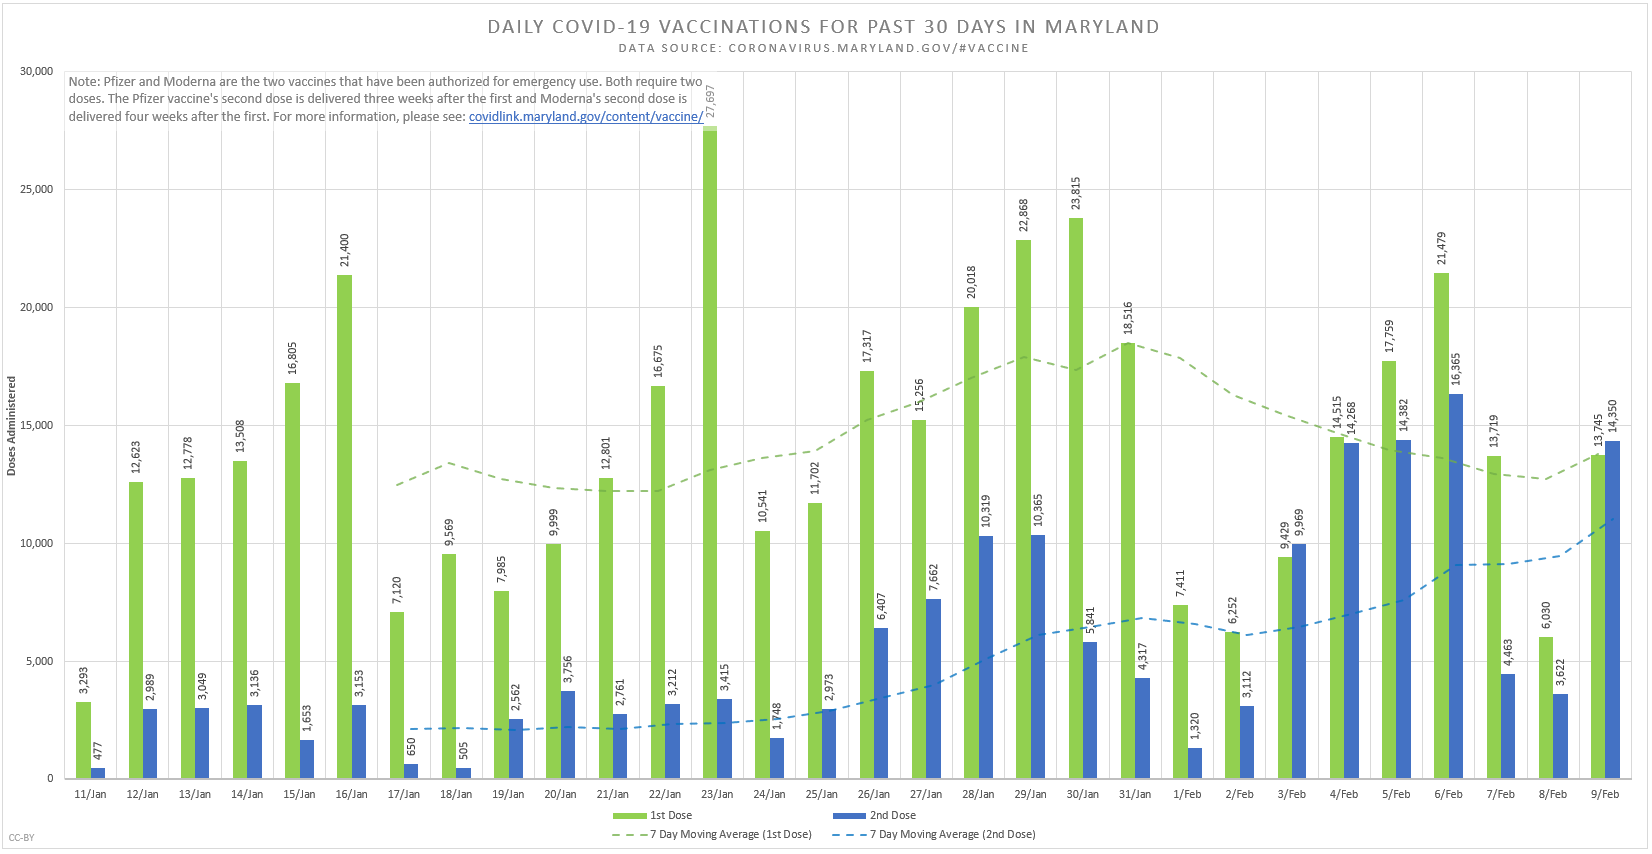 DAILY COVID-19 VACCINATIONS FOR PAST 30 DAYS IN MARYLAND
DATA SOURCE: CORONAVIRUS.MARYLAND.GOV/#VACCINE
Note: Pfizer and Moderna are the two vaccines that have been authorized for emergency use. Both require two
doses. The Pfizer vaccine's second dose is delivered three weeks after the first and Moderna's second dose is
delivered four weeks after the first. For more information, please see: covidlink.maryland.gov/content/vaccine/
Doses Administered
30,000
25,000
20,000
15,000
10,000
5,000
0
3,293
477
12,623
2,989
12,778
3,049
13,508
3,136
16,805
1,653
21,400
3,153
7,120
650
9,569
505
7,985
2,562
9,999
3,756
12,801
2,761
16,675
3,212
27,697
3,415
10,541
1,748
11,702
2,973
17,317
6,407
15,256
7,662
20,018
10,319
22,868
10,365
23,815
5,841
18,516
4,317
7,411
1,320
6,252
3,112
9,429
9,969
14,515
14,268
17,759
14,382
21,479
16,365
13,719
4,463
6,030
3,622
13,745
14,350
11/Jan
12/Jan
13/Jan
14/Jan
15/Jan
16/Jan
17/Jan
18/Jan
19/Jan
20/Jan
21/Jan
22/Jan
23/Jan
24/Jan
25/Jan
26/Jan
27/Jan
28/Jan
29/Jan
30/Jan
31/Jan
1/Feb
2/Feb
3/Feb
4/Feb
5/Feb
6/Feb
7/Feb
8/Feb
9/Feb
1st Dose
2nd Dose
7 Day Moving Average (1st Dose)
7 Day Moving Average (2nd Dose)
CC-BY